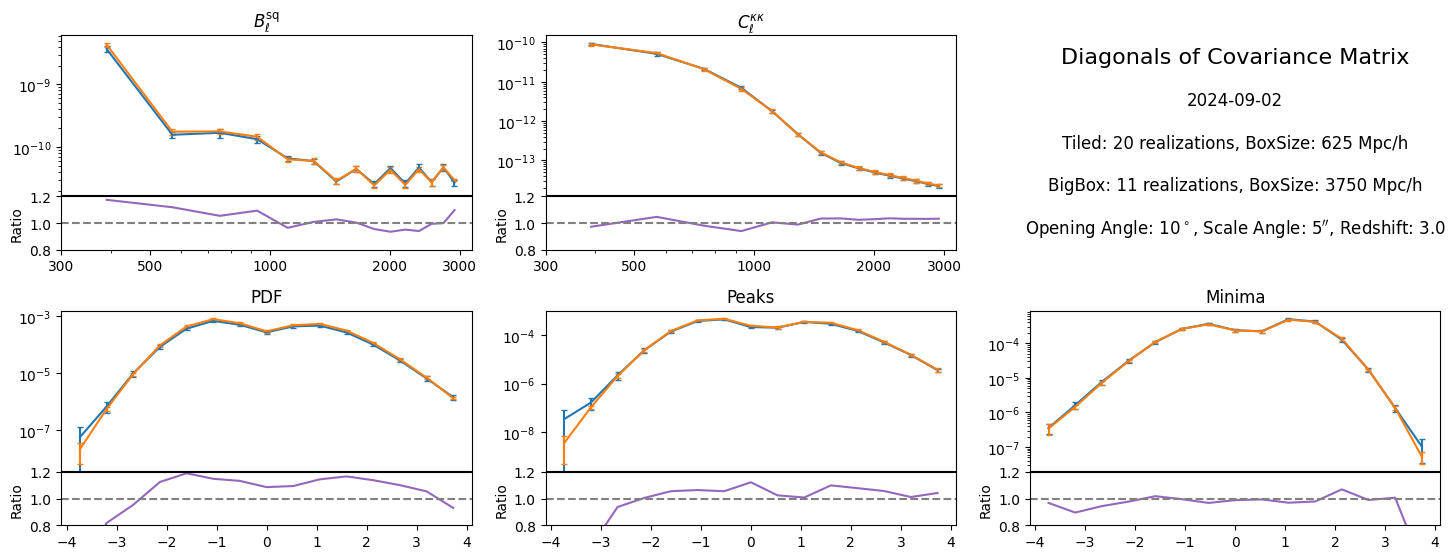 B_ℓ^sq
10^−9
10^−10
1.2
1.0
0.8
Ratio
300 500 1000 2000 3000
C_ℓ^κκ
10^−10
10^−11
10^−12
10^−13
1.2
1.0
0.8
Ratio
300 500 1000 2000 3000
Diagonals of Covariance Matrix
2024-09-02
Tiled: 20 realizations, BoxSize: 625 Mpc/h
BigBox: 11 realizations, BoxSize: 3750 Mpc/h
Opening Angle: 10°, Scale Angle: 5″, Redshift: 3.0
PDF
10^−3
10^−5
10^−7
1.2
1.0
0.8
Ratio
−4 −3 −2 −1 0 1 2 3 4
Peaks
10^−4
10^−6
10^−8
1.2
1.0
0.8
Ratio
−4 −3 −2 −1 0 1 2 3 4
Minima
10^−4
10^−5
10^−6
10^−7
1.2
1.0
0.8
Ratio
−4 −3 −2 −1 0 1 2 3 4